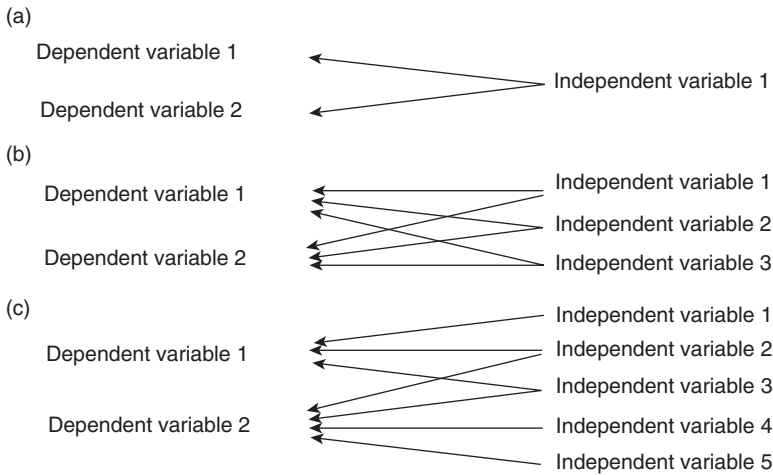 (a)
Dependent variable 1
Independent variable 1
Dependent variable 2
(b)
Independent variable 1
Dependent variable 1
Independent variable 2
Dependent variable 2
Independent variable 3
(c)
Independent variable 1
Dependent variable 1
Independent variable 2
Independent variable 3
Dependent variable 2
Independent variable 4
Independent variable 5